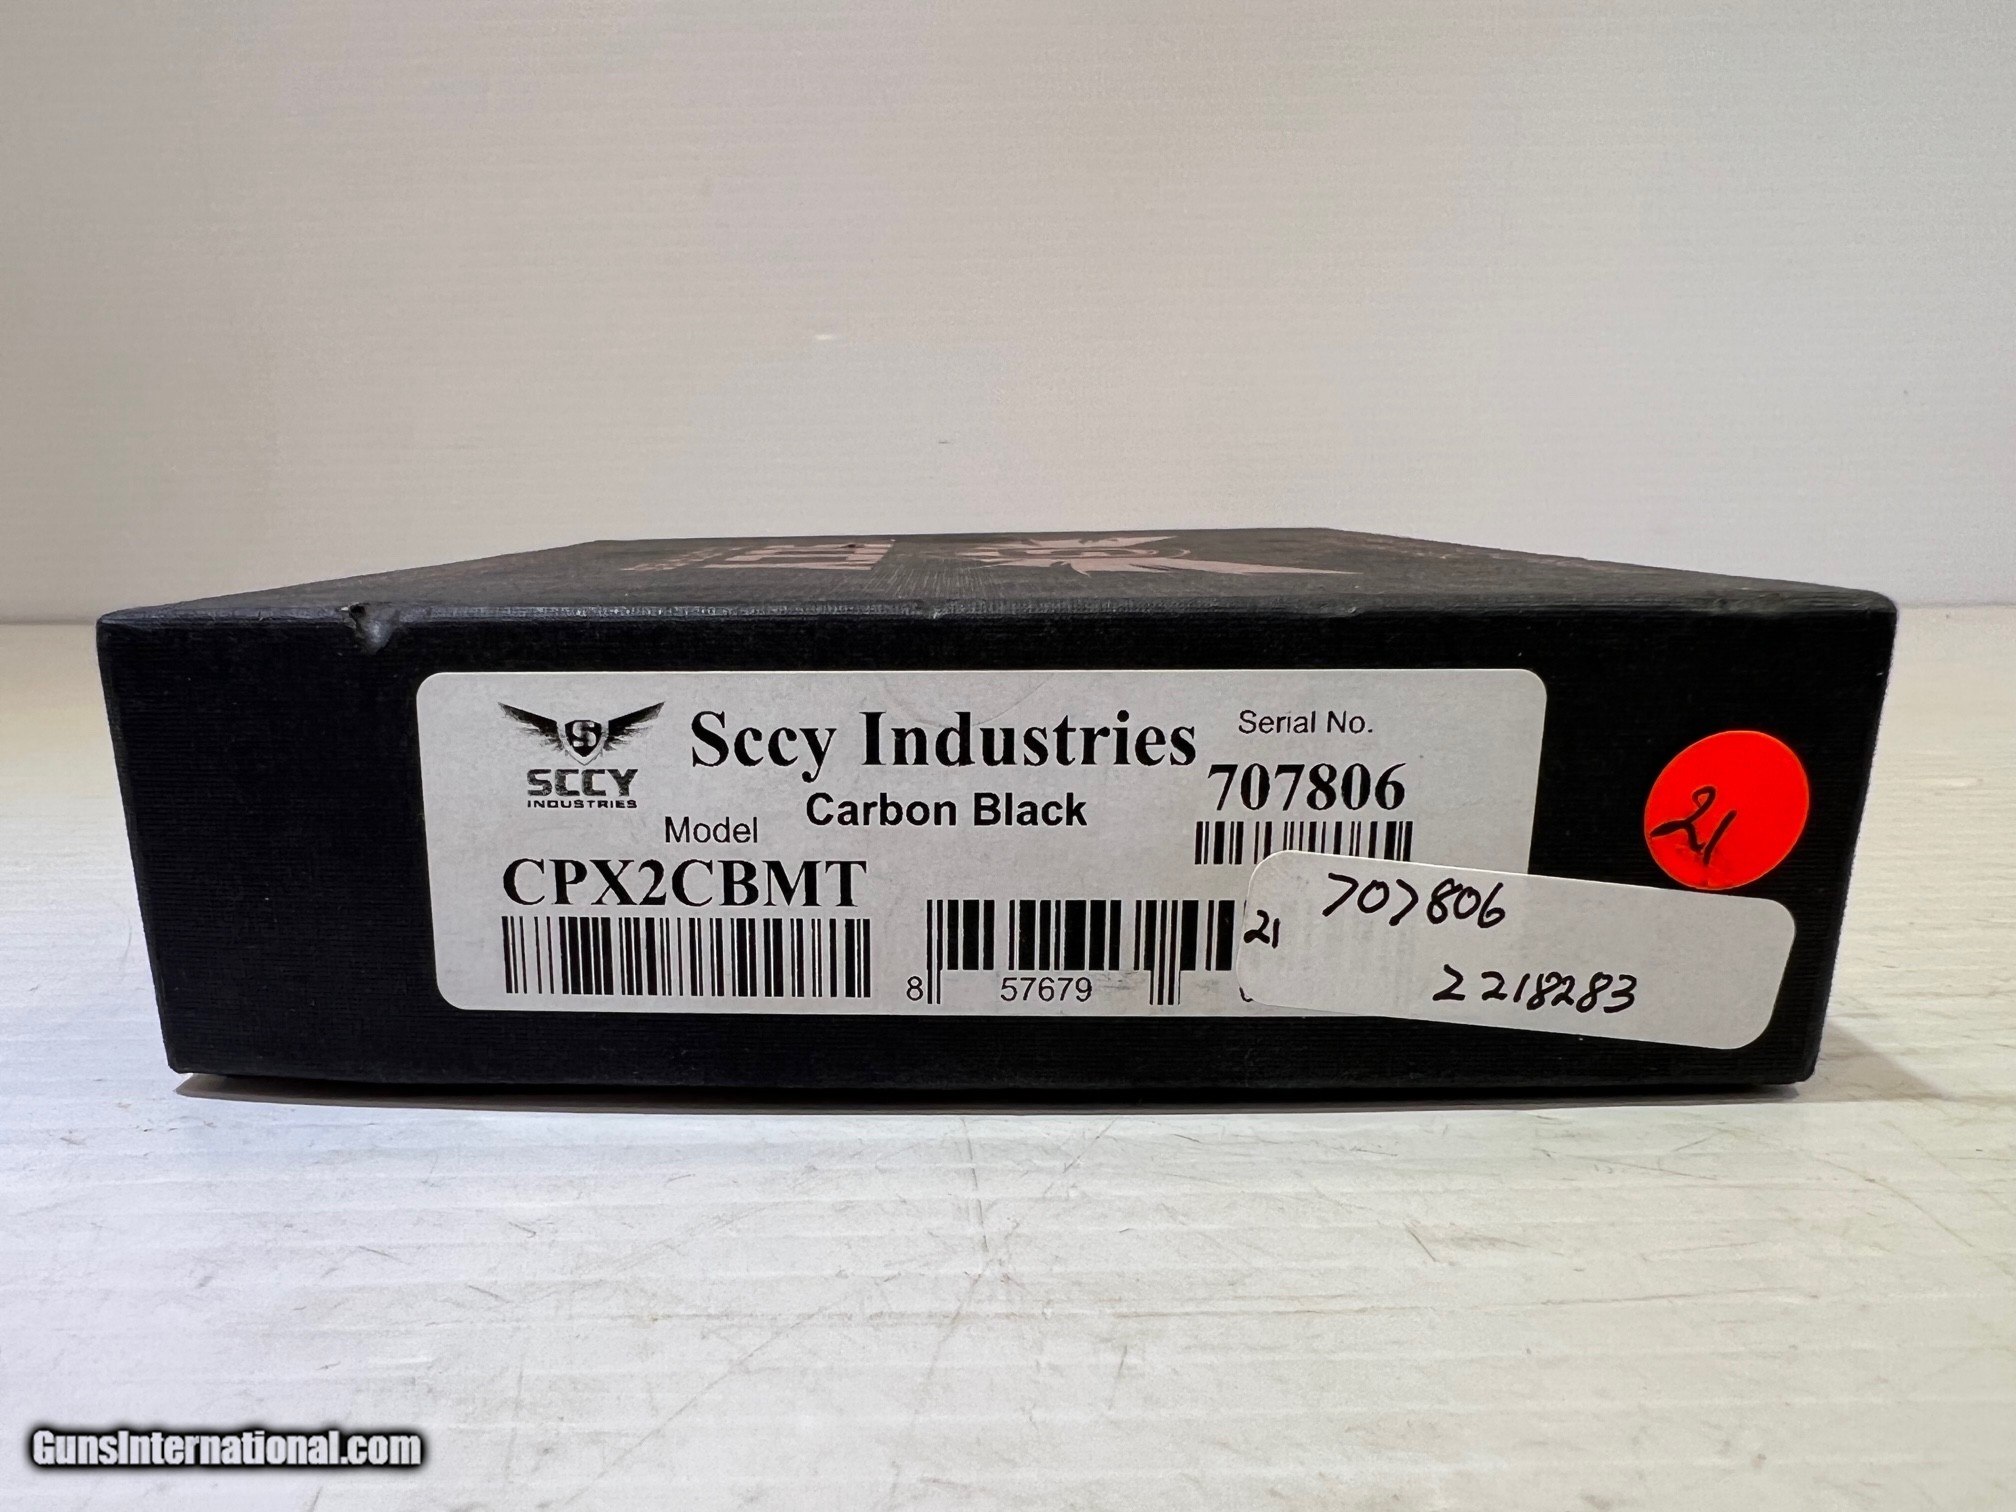 Sccy Industries
Serial No.
707806
SCCY
INDUSTRIES
Carbon Black
Model
CPX2CBMT
8 57679
21
707806
2218283
21
GunsInternational.com